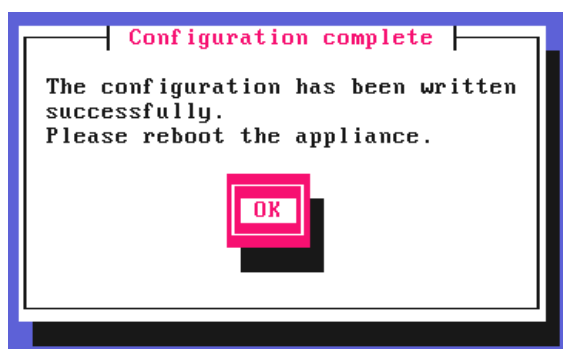 Configuration complete
The configuration has been written
successfully.
Please reboot the appliance.
OK